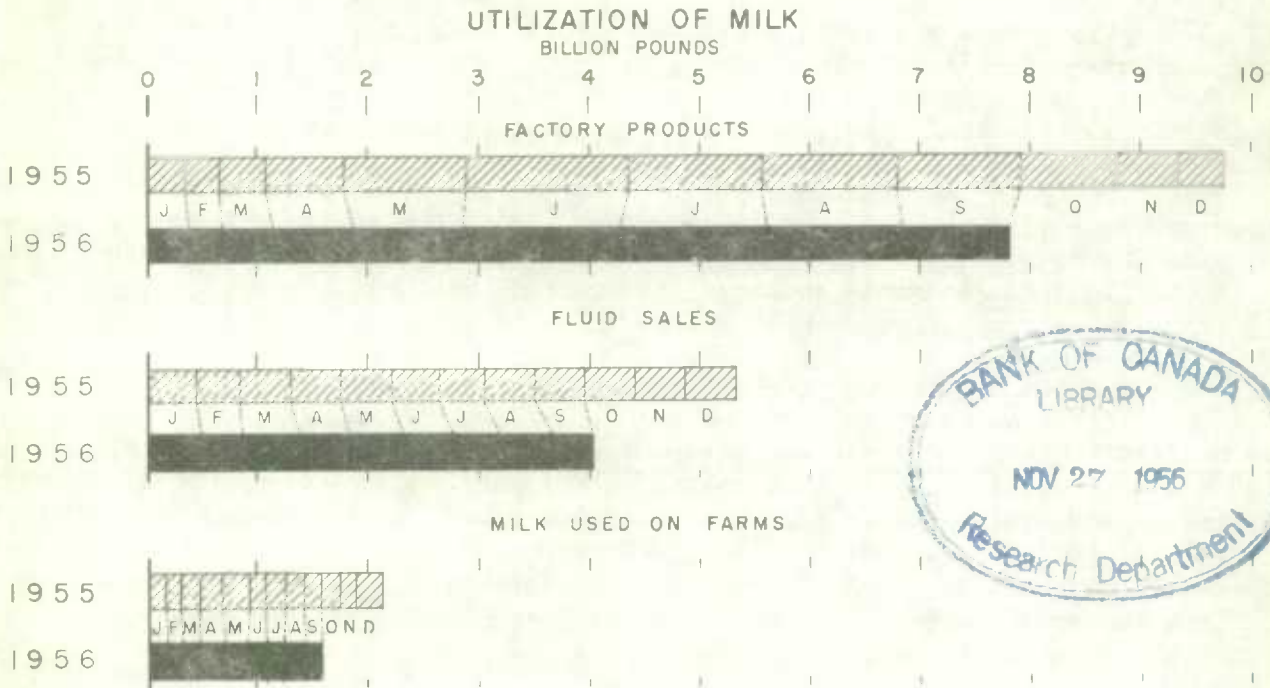 UTILIZATION OF MILK
BILLION POUNDS
0 1 2 3 4 5 6 7 8 9 10
FACTORY PRODUCTS
1955
J F M A M J J A S O N D
1956
FLUID SALES
1955
J F M A M J J A S O N D
1956
BANK OF CANADA
LIBRARY
NOV 27 1956
Research Department
MILK USED ON FARMS
1955
J F M A M J J A S O N D
1956